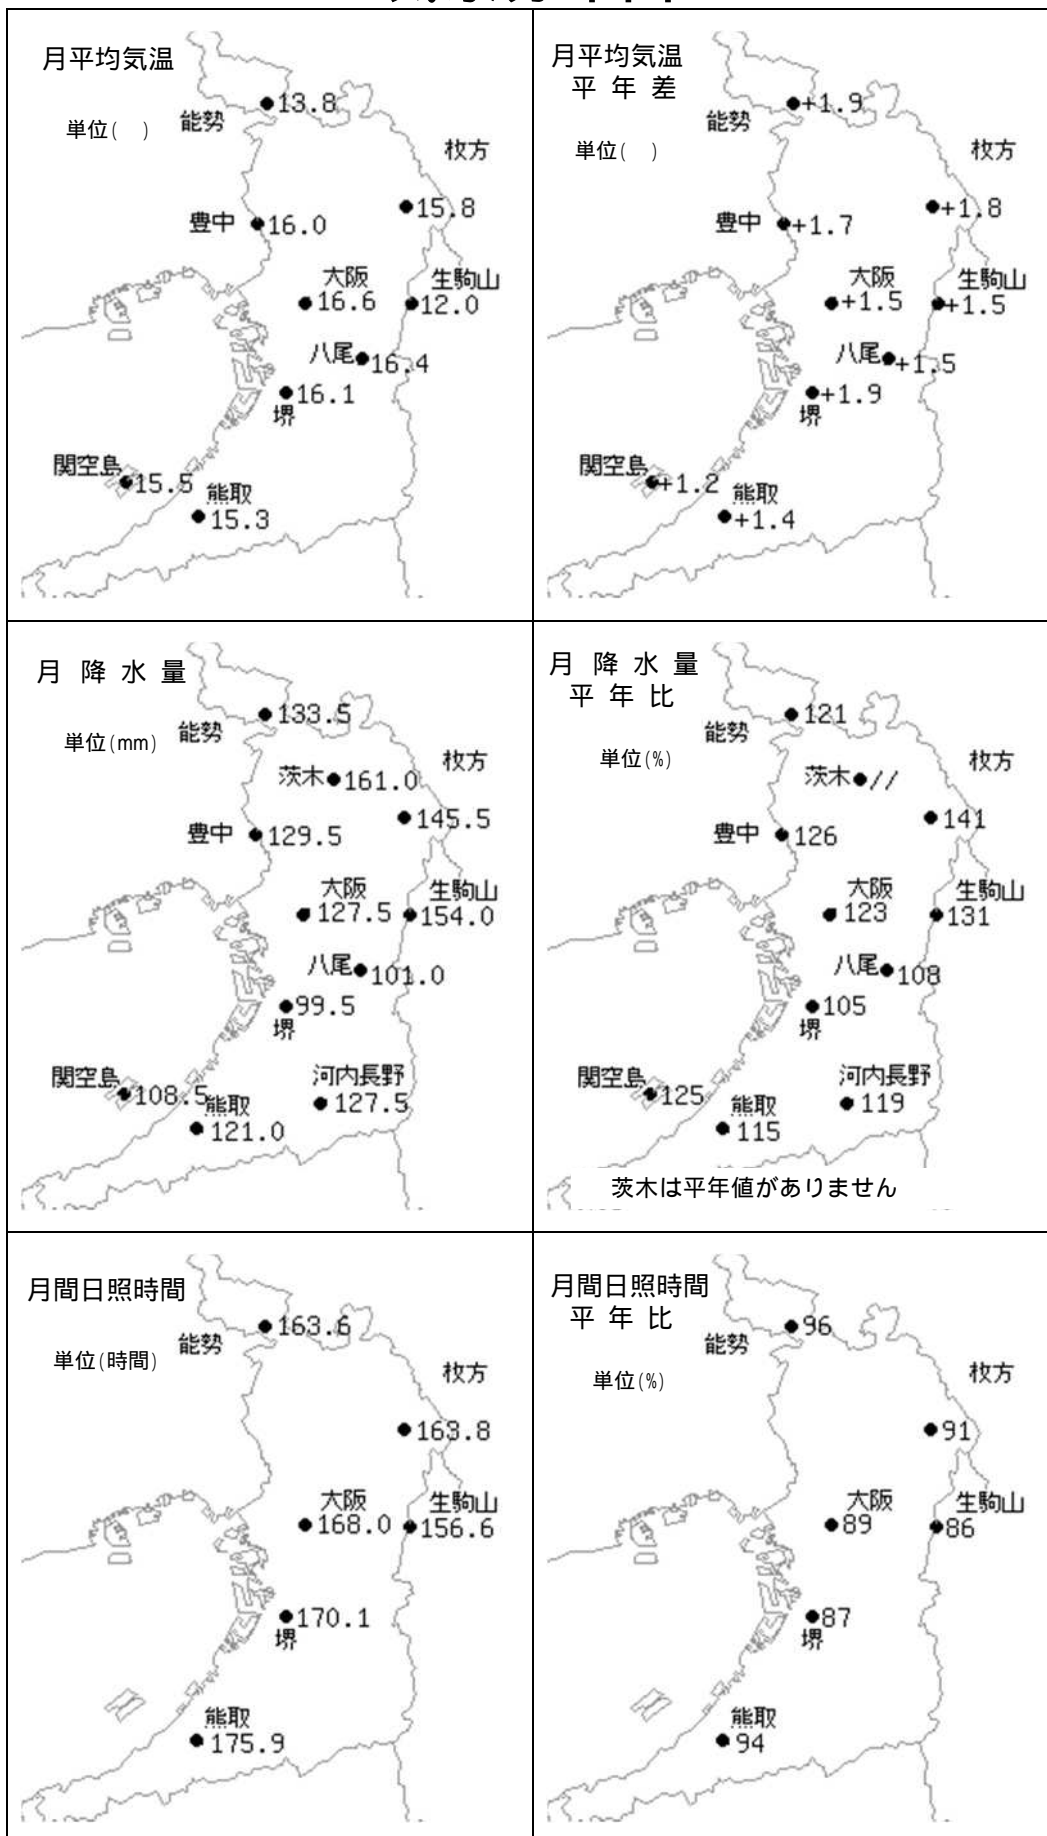 月平均気温
単位( )
能勢
13.8
枚方
15.8
豊中
16.0
大阪
16.6
生駒山
12.0
八尾
16.4
16.1
堺
関空島
15.5
熊取
15.3
月平均気温
平年差
単位( )
能勢
+1.9
枚方
+1.8
豊中
+1.7
大阪
+1.5
生駒山
+1.5
八尾
+1.5
+1.9
堺
関空島
+1.2
熊取
+1.4
月降水量
単位(mm)
能勢
133.5
枚方
茨木
161.0
145.5
豊中
129.5
大阪
127.5
生駒山
154.0
八尾
101.0
99.5
堺
関空島
108.5
熊取
121.0
河内長野
127.5
月降水量
平年比
単位(%)
能勢
121
枚方
茨木
//
141
豊中
126
大阪
123
生駒山
131
八尾
108
105
堺
関空島
125
熊取
115
河内長野
119
茨木は平年値がありません
月間日照時間
単位(時間)
能勢
163.6
枚方
163.8
大阪
168.0
生駒山
156.6
170.1
堺
熊取
175.9
月間日照時間
平年比
単位(%)
能勢
96
枚方
91
大阪
89
生駒山
86
87
堺
熊取
94